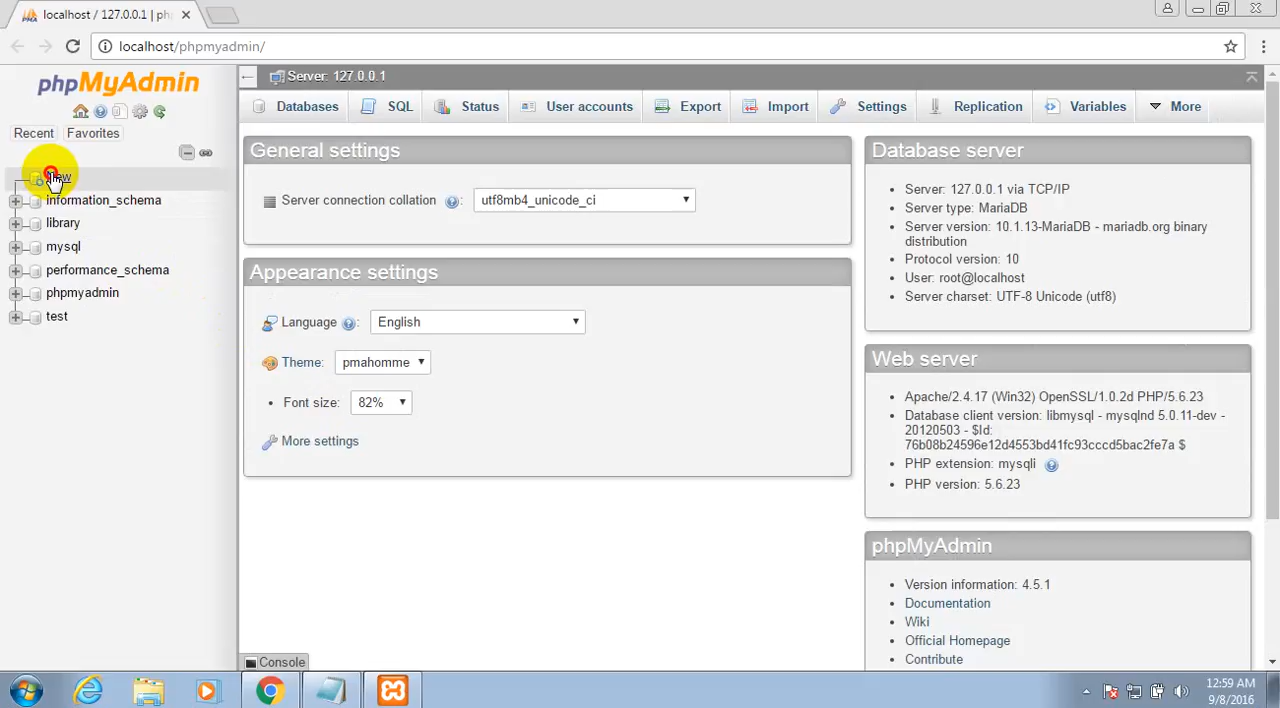 localhost / 127.0.0.1 | ph
localhost/phpmyadmin/
phpMyAdmin
Recent Favorites
information_schema
library
mysql
performance_schema
phpmyadmin
test
Server: 127.0.0.1
Databases SQL Status User accounts Export Import Settings Replication Variables More
General settings
Server connection collation : utf8mb4_unicode_ci
Appearance settings
Language : English
Theme: pmahomme
Font size: 82%
More settings
Database server
Server: 127.0.0.1 via TCP/IP
Server type: MariaDB
Server version: 10.1.13-MariaDB - mariadb.org binary
distribution
Protocol version: 10
User: root@localhost
Server charset: UTF-8 Unicode (utf8)
Web server
Apache/2.4.17 (Win32) OpenSSL/1.0.2d PHP/5.6.23
Database client version: libmysql - mysqlnd 5.0.11-dev -
20120503 - $Id:
76b08b24596e12d4553bd41fc93cccd5bac2fe7a $
PHP extension: mysqli
PHP version: 5.6.23
phpMyAdmin
Version information: 4.5.1
Documentation
Wiki
Official Homepage
Contribute
Console
12:59 AM
9/8/2016